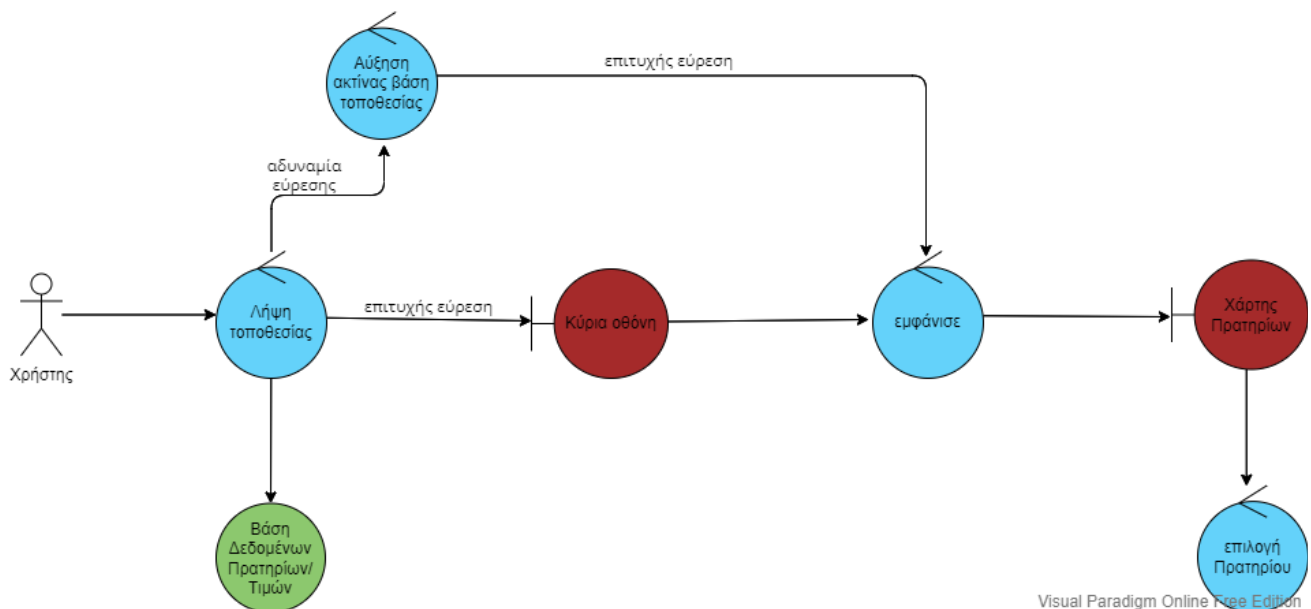 Αύξηση
ακτίνας βάση
τοποθεσίας
επιτυχής εύρεση
αδυναμία
εύρεσης
Χρήστης
Λήψη
τοποθεσίας
επιτυχής εύρεση
Κύρια οθόνη
εμφάνισε
Χάρτης
Πρατηρίων
Βάση
Δεδομένων
Πρατηρίων/
Τιμών
επιλογή
Πρατηρίου
Visual Paradigm Online Free Edition